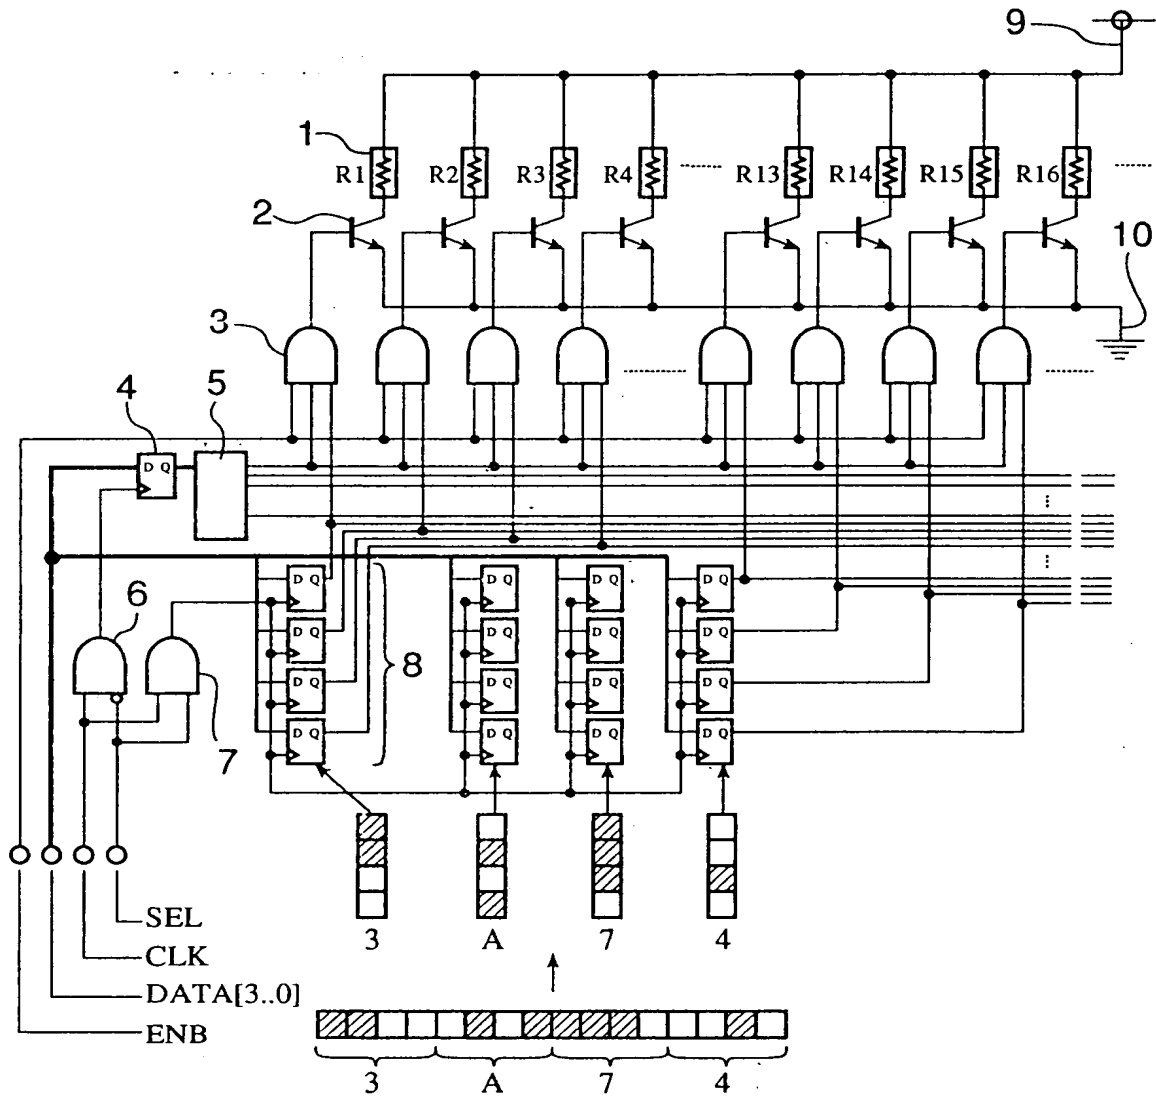 9
1
R1
R2
R3
R4
R13
R14
R15
R16
2
10
3
4
5
D Q
6
D Q
D Q
D Q
D Q
D Q
D Q
D Q
D Q
8
D Q
D Q
D Q
D Q
D Q
D Q
D Q
D Q
7
3
A
7
4
SEL
CLK
DATA[3..0]
ENB
3
A
7
4